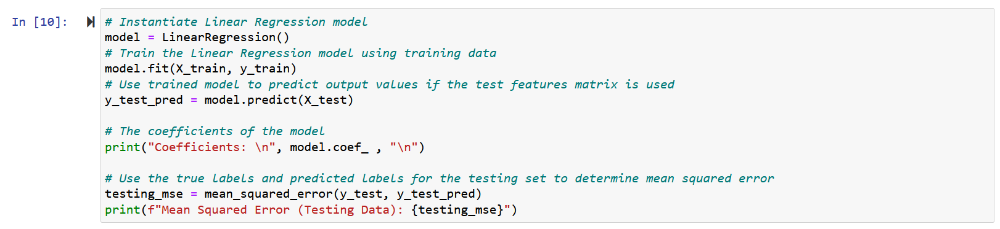 In [10]:
# Instantiate Linear Regression model
model = LinearRegression()
# Train the Linear Regression model using training data
model.fit(X_train, y_train)
# Use trained model to predict output values if the test features matrix is used
y_test_pred = model.predict(X_test)
# The coefficients of the model
print("Coefficients: \n", model.coef_ , "\n")
# Use the true labels and predicted labels for the testing set to determine mean squared error
testing_mse = mean_squared_error(y_test, y_test_pred)
print(f"Mean Squared Error (Testing Data): {testing_mse}")